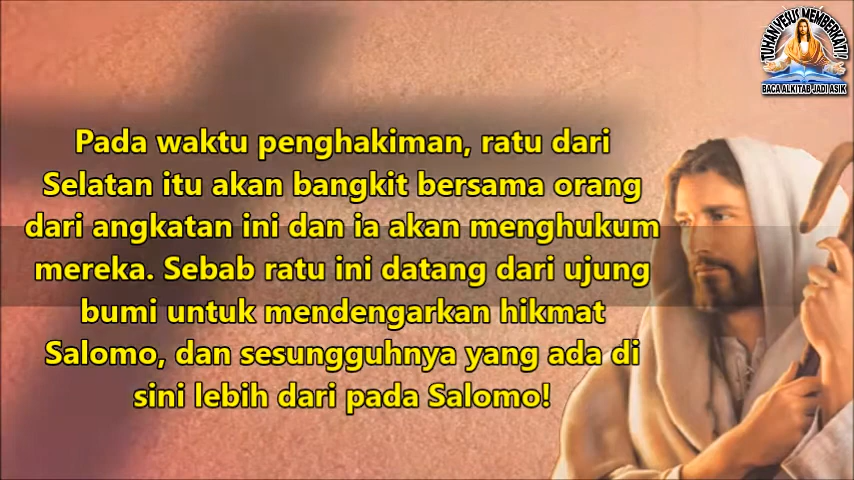 TUHAN YESUS MEMBERKATI!
BACA ALKITAB JADI ASIK
Pada waktu penghakiman, ratu dari
Selatan itu akan bangkit bersama orang
dari angkatan ini dan ia akan menghukum
mereka. Sebab ratu ini datang dari ujung
bumi untuk mendengarkan hikmat
Salomo, dan sesungguhnya yang ada di
sini lebih dari pada Salomo!